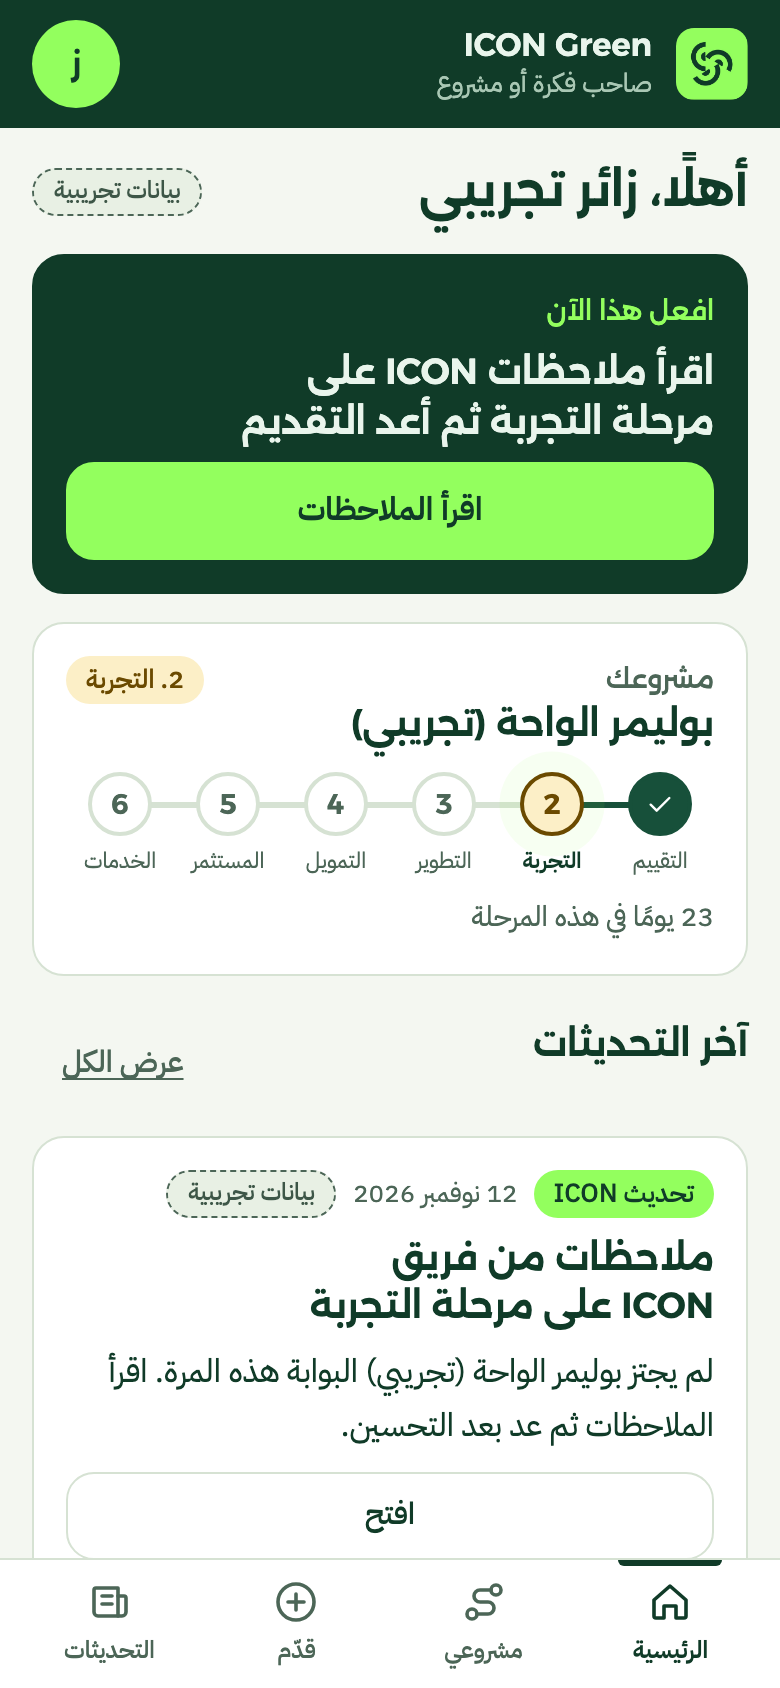 ICON Green
صاحب فكرة أو مشروع
j
أهلًا، زائر تجريبي
بيانات تجريبية
افعل هذا الآن
اقرأ ملاحظات ICON على
مرحلة التجربة ثم أعد التقديم
اقرأ الملاحظات
مشروعك
2. التجربة
بوليمر الواحة (تجريبي)
2 3 4 5 6
التقييم التجربة التطوير التمويل المستثمر الخدمات
23 يومًا في هذه المرحلة
آخر التحديثات
عرض الكل
تحديث ICON
12 نوفمبر 2026
بيانات تجريبية
ملاحظات من فريق
ICON على مرحلة التجربة
لم يجتز بوليمر الواحة (تجريبي) البوابة هذه المرة. اقرأ
الملاحظات ثم عد بعد التحسين.
افتح
الرئيسية مشروعي قدّم التحديثات